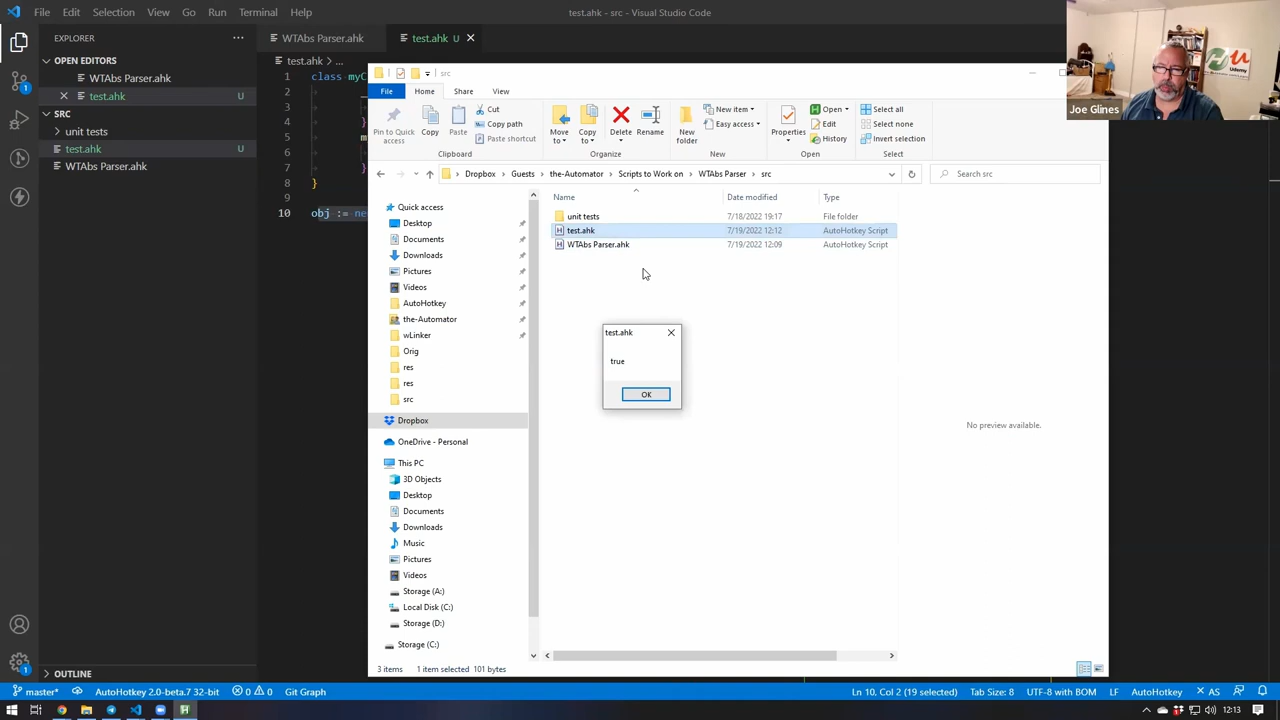 File Edit Selection View Go Run Terminal Help
test.ahk - src - Visual Studio Code
EXPLORER
OPEN EDITORS
WTAbs Parser.ahk
test.ahk U
SRC
unit tests
test.ahk U
WTAbs Parser.ahk
OUTLINE
WTAbs Parser.ahk test.ahk U
test.ahk > ...
1 class myC
2
3
4
5
6
7 }
8
9 }
10 obj := ne
src
File Home Share View
Pin to Quick access
Copy
Paste
Cut
Copy path
Paste shortcut
Clipboard
Move to
Copy to
Delete
Rename
Organize
New folder
New item
Easy access
New
Properties
Open
Edit
History
Open
Select all
Select none
Invert selection
Select
Dropbox > Guests > the-Automator > Scripts to Work on > WTAbs Parser > src
Search src
Quick access
Desktop
Documents
Downloads
Pictures
Videos
AutoHotkey
the-Automator
wLinker
Orig
res
res
src
Dropbox
OneDrive - Personal
This PC
3D Objects
Desktop
Documents
Downloads
Music
Pictures
Videos
Storage (A:)
Local Disk (C:)
Storage (D:)
Storage (C:)
Name Date modified Type
unit tests 7/18/2022 19:17 File folder
test.ahk 7/19/2022 12:12 AutoHotkey Script
WTAbs Parser.ahk 7/19/2022 12:09 AutoHotkey Script
test.ahk
true
OK
No preview available.
3 items 1 item selected 101 bytes
Joe Glines
Udemy
master* AutoHotkey 2.0-beta.7 32-bit 0 0 Git Graph
Ln 10, Col 2 (19 selected) Tab Size: 8 UTF-8 with BOM LF AutoHotkey AS
12:13